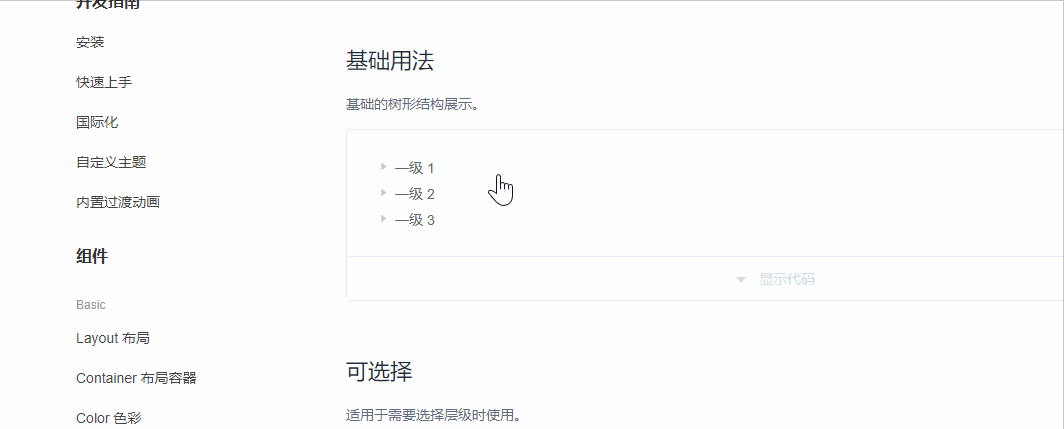 开发指南
安装
快速上手
国际化
自定义主题
内置过渡动画
组件
Basic
Layout 布局
Container 布局容器
Color 色彩
基础用法
基础的树形结构展示。
一级 1
一级 2
一级 3
显示代码
可选择
适用于需要选择层级时使用。